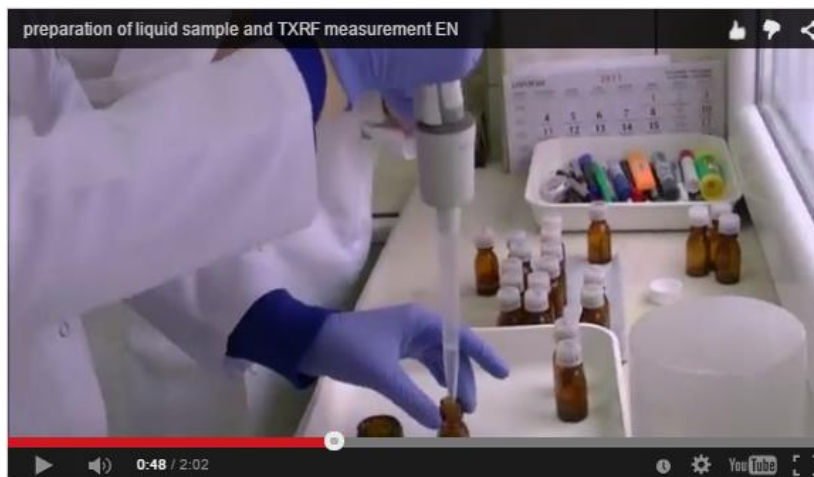 preparation of liquid sample and TXRF measurement EN
2013
4 5 6 7 8
11 12 13 14 15
0:48 / 2:02
YouTube